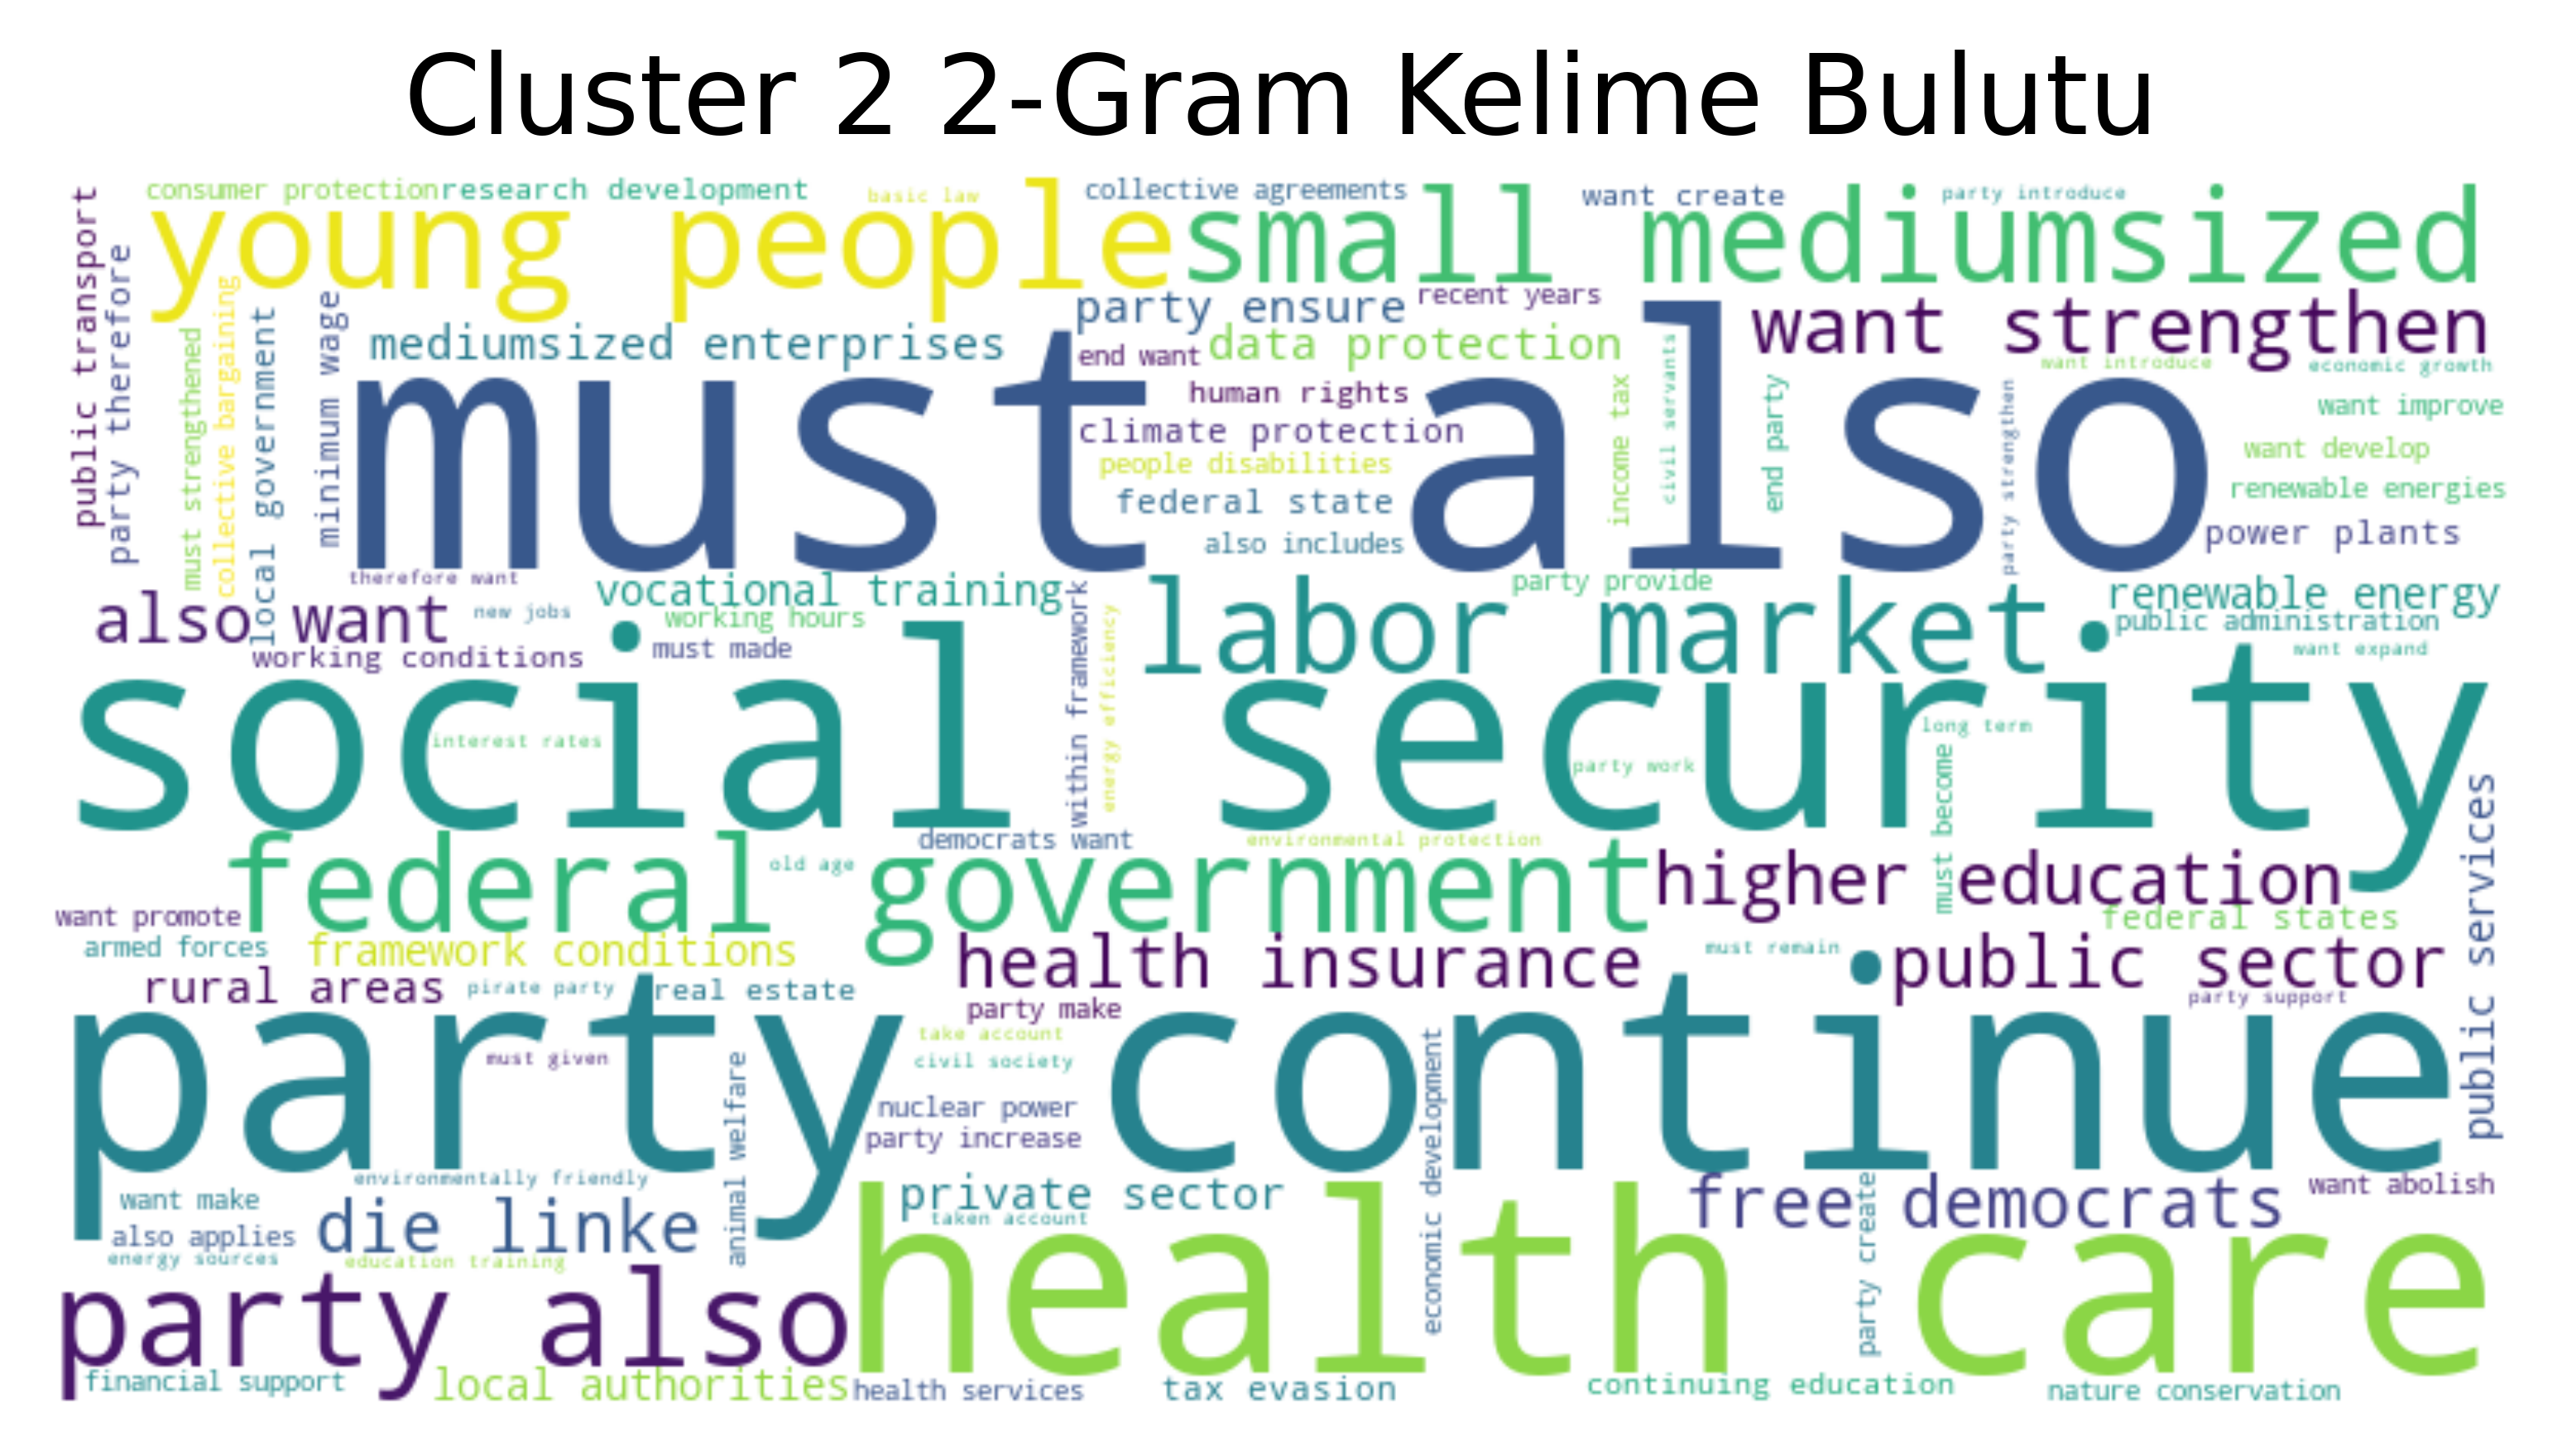 Cluster 2 2-Gram Kelime Bulutu
consumer protection
research development
basic law
collective agreements
want create
party introduce
young people
small mediumsized
public transport
party therefore
must strengthened
collective bargaining
local government
minimum wage
mediumsized enterprises
party ensure
recent years
want strengthen
end want
data protection
want introduce
economic growth
human rights
must also
climate protection
people disabilities
federal state
also includes
income tax
civil servants
end party
party strengthen
want improve
want develop
renewable energies
power plants
therefore want
also want
new jobs
vocational training
working hours
working conditions
must made
within framework
energy efficiency
party provide
labor market
renewable energy
public administration
want expand
social security
interest rates
long term
party work
must become
democrats want
environmental protection
federal government
old age
higher education
public services
want promote
federal states
armed forces
framework conditions
health insurance
must remain
public sector
rural areas
pirate party
real estate
party make
party support
party continue
take account
must given
civil society
animal welfare
nuclear power
party increase
economic development
environmentally friendly
want make
private sector
free democrats
want abolish
also applies
die linke
taken account
party create
energy sources
education training
health care
party also
financial support
local authorities
health services
tax evasion
continuing education
nature conservation